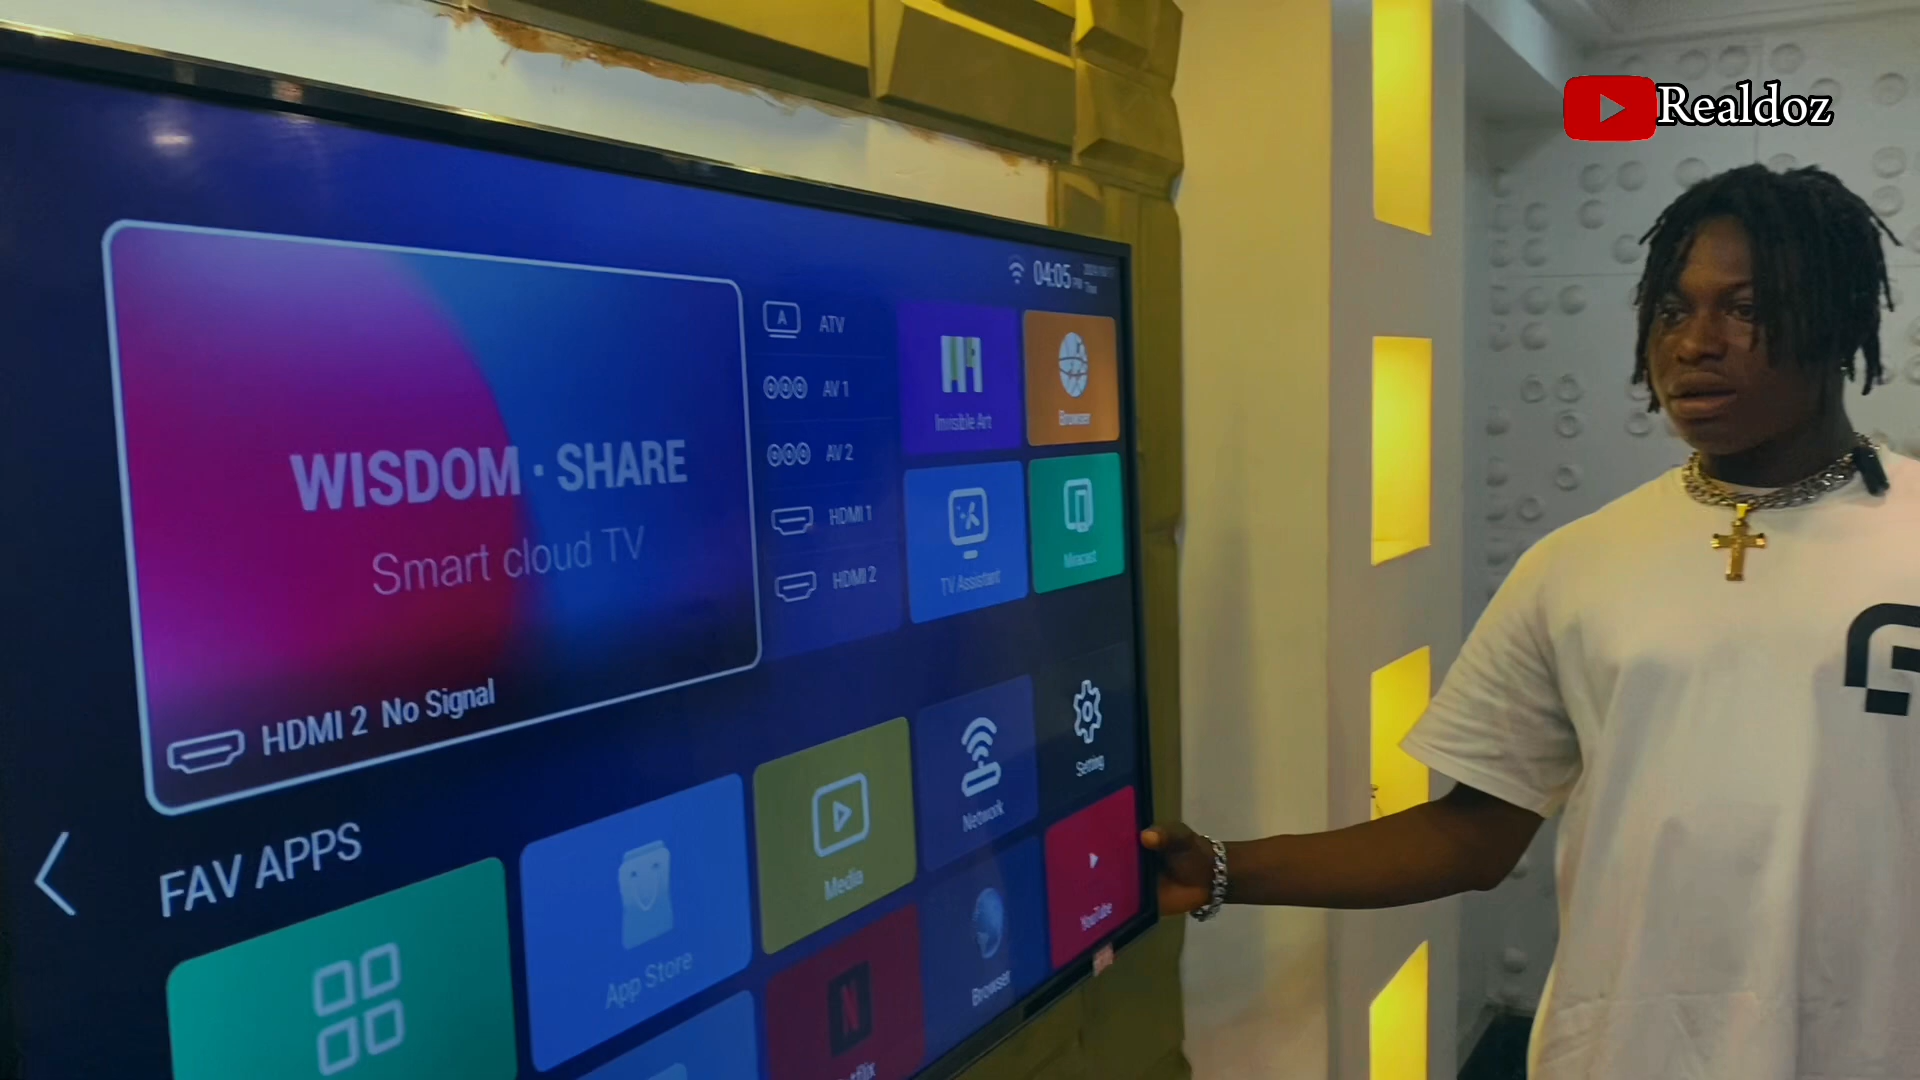 Realdoz
04:05 PM
WISDOM · SHARE
Smart cloud TV
HDMI 2 No Signal
ATV
AV 1
AV 2
HDMI 1
HDMI 2
Invisible Art
Browser
TV Assistant
Miracast
FAV APPS
App Store
Media
Network
Setting
Browser
YouTube